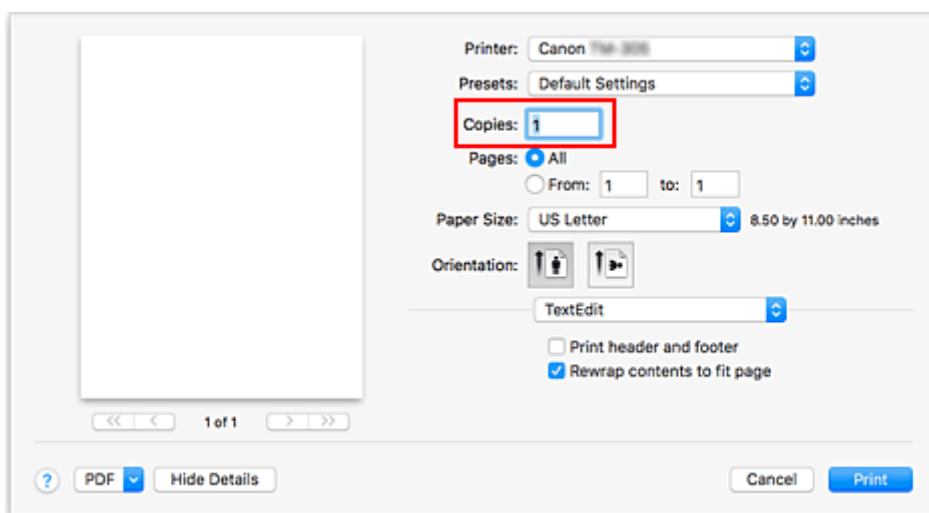 Printer: Canon
Presets: Default Settings
Copies: 1
Pages: All
From: 1 to: 1
Paper Size: US Letter 8.50 by 11.00 inches
Orientation:
TextEdit
Print header and footer
Rewrap contents to fit page
<< < 1 of 1 > >>
? PDF Hide Details Cancel Print